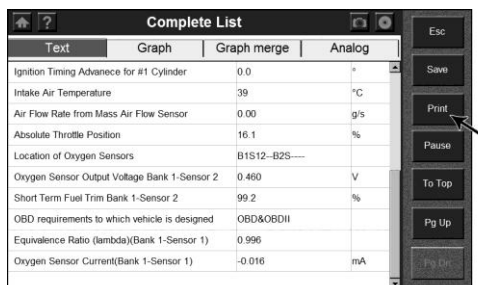 ? Complete List
Esc
Text Graph Graph merge Analog
Ignition Timing Advanece for #1 Cylinder 0.0 °
Save
Intake Air Temperature 39 °C
Air Flow Rate from Mass Air Flow Sensor 0.00 g/s
Print
Absolute Throttle Position 16.1 %
Pause
Location of Oxygen Sensors B1S12--B2S----
Oxygen Sensor Output Voltage Bank 1-Sensor 2 0.460 V
To Top
Short Term Fuel Trim Bank 1-Sensor 2 99.2 %
OBD requirements to which vehicle is designed OBD&OBDII
Pg Up
Equivalence Ratio (lambda)(Bank 1-Sensor 1) 0.996
Oxygen Sensor Current(Bank 1-Sensor 1) -0.016 mA
Pg Dn